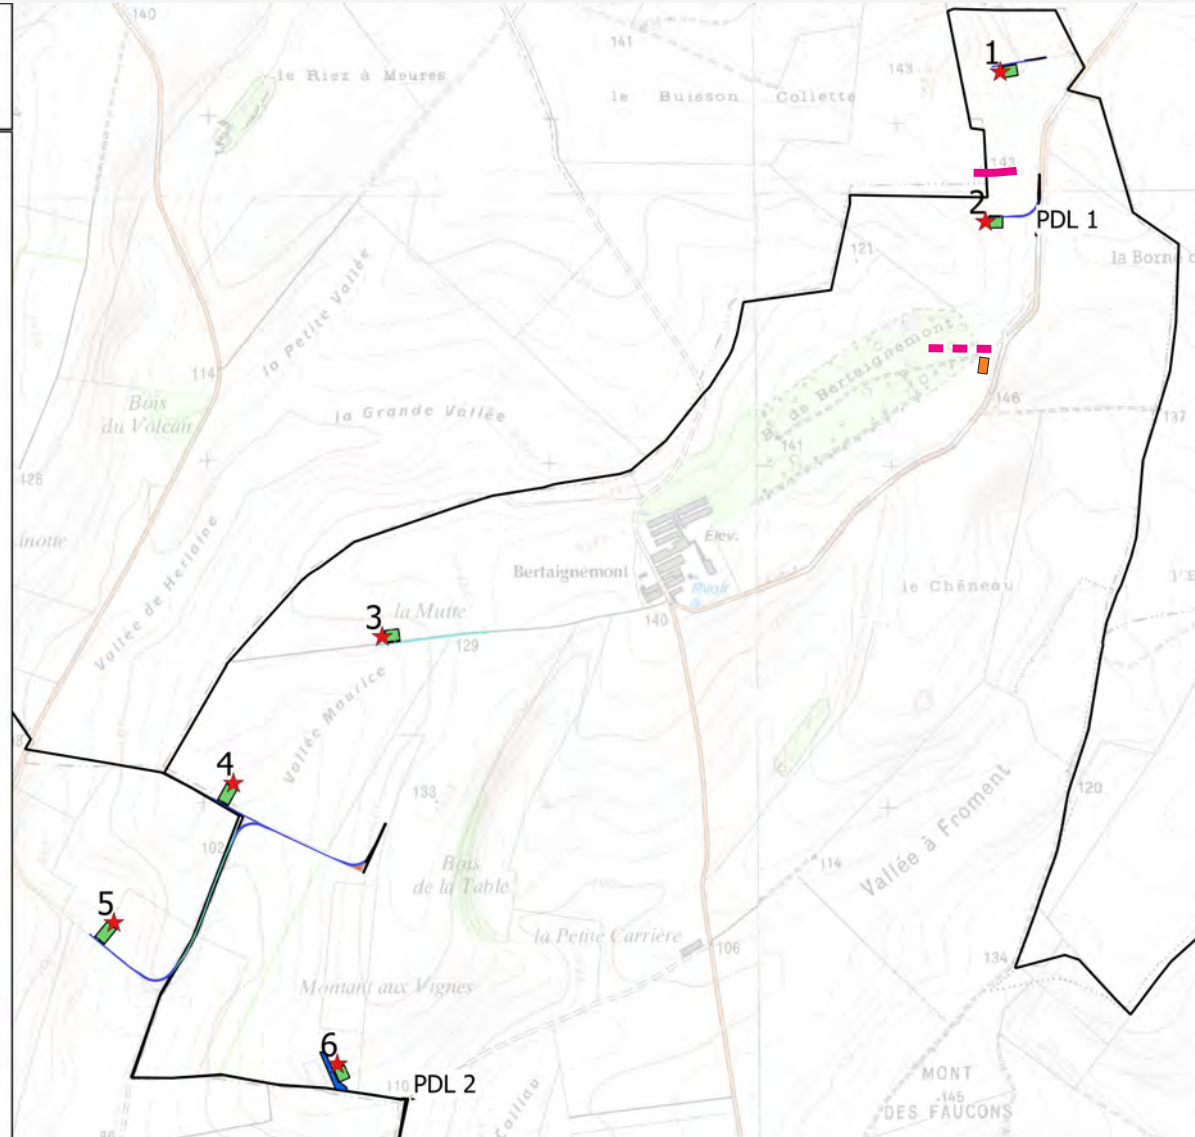 140
141
le Riez à Meures
143
1
le Buisson Collette
143
2
PDL 1
121
la Borne
la Petite Vallée
B. de Bertaignemont
114
Bois
du Volcan
la Grande Vallée
146
137
141
126
Élev.
Vallée de Herlaine
Bertaignemont
Rvoir
le Chêneau
l'E
3
la Mutte
140
129
Vallée Maurice
4
133
120
Vallée à Froment
102
114
Bois
de la Table
5
la Petite Carrière
106
134
Montant aux Vignes
6
110
PDL 2
MONT
145
DES FAUCONS